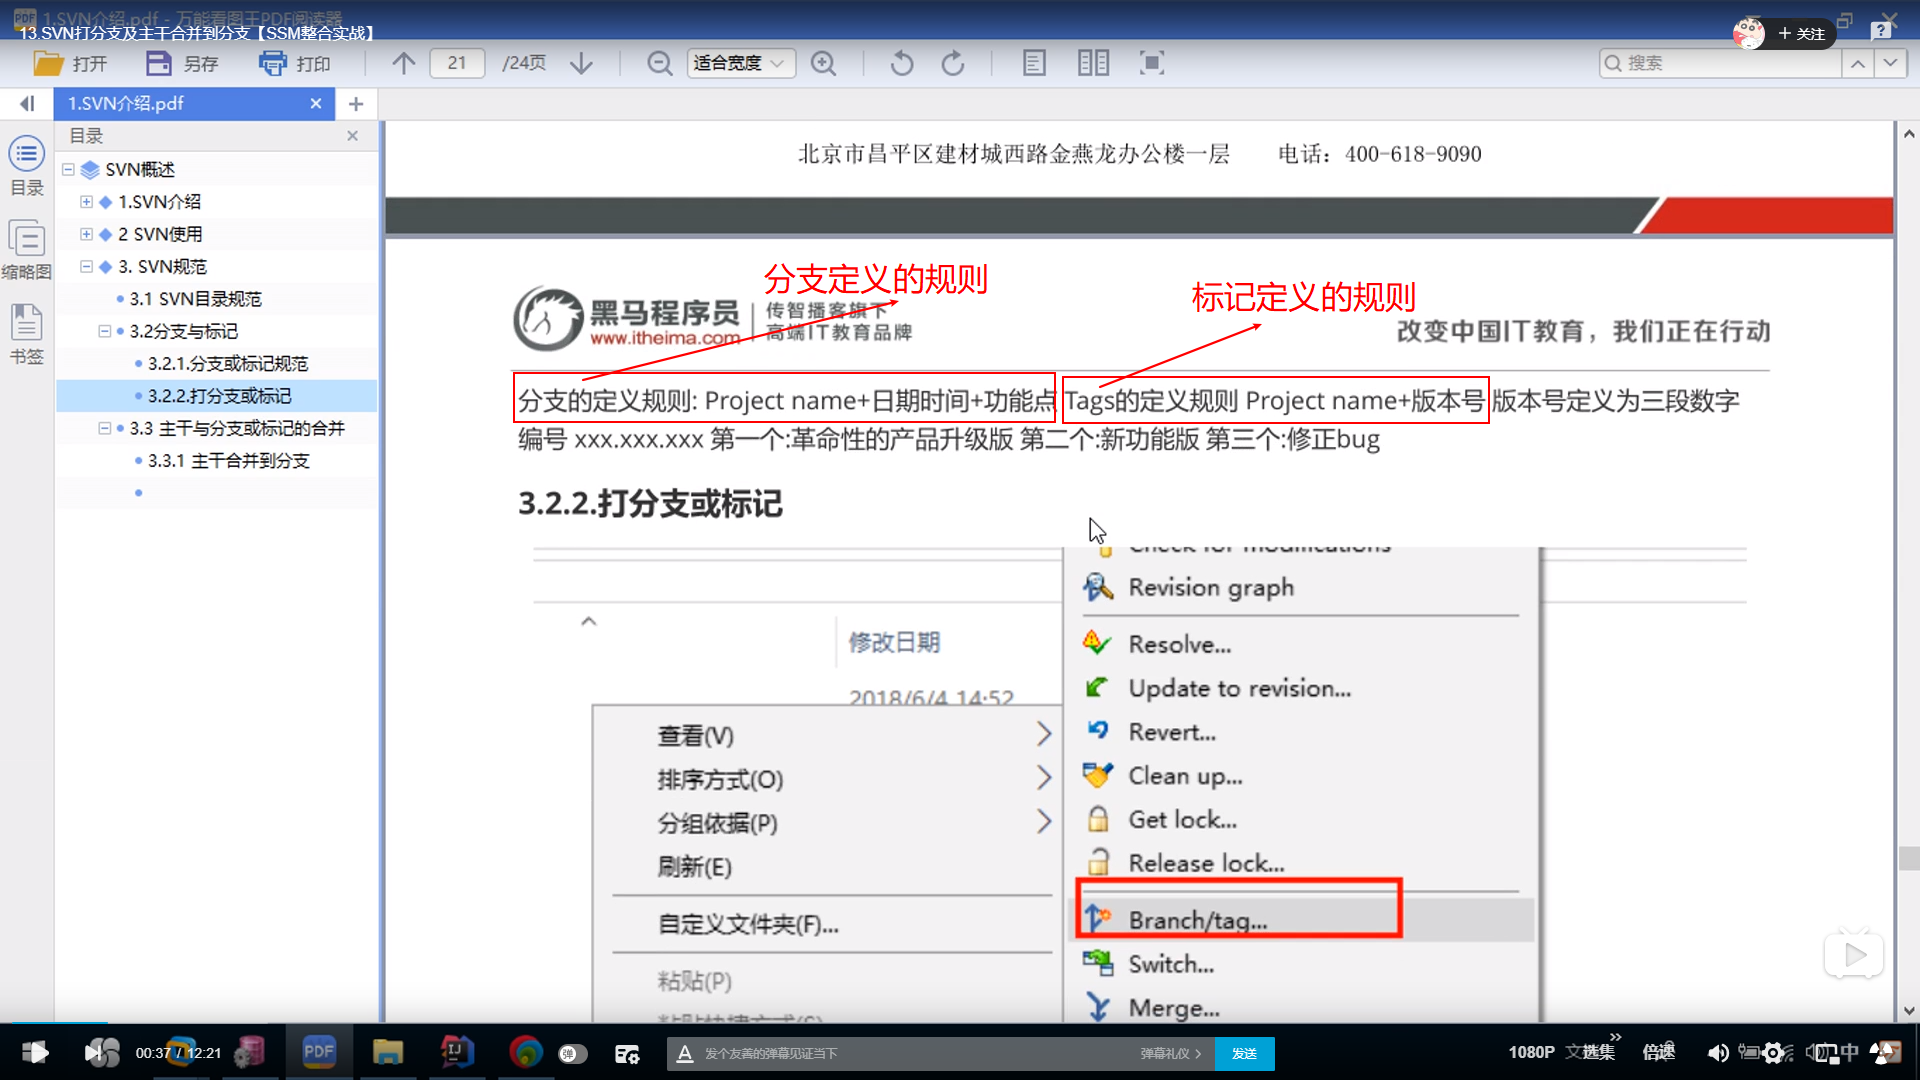 1.SVN介绍.pdf - 万能看图王PDF阅读器
13.SVN打分支及主干合并到分支【SSM整合实战】
+ 关注
打开
另存
打印
21
/24页
适合宽度
搜索
1.SVN介绍.pdf
目录
目录
缩略图
书签
SVN概述
1.SVN介绍
2 SVN使用
3. SVN规范
3.1 SVN目录规范
3.2分支与标记
3.2.1.分支或标记规范
3.2.2.打分支或标记
3.3 主干与分支或标记的合并
3.3.1 主干合并到分支
北京市昌平区建材城西路金燕龙办公楼一层 电话：400-618-9090
分支定义的规则
标记定义的规则
黑马程序员
www.itheima.com
传智播客旗下
高端IT教育品牌
改变中国IT教育，我们正在行动
分支的定义规则: Project name+日期时间+功能点 Tags的定义规则 Project name+版本号 版本号定义为三段数字
编号 xxx.xxx.xxx 第一个:革命性的产品升级版 第二个:新功能版 第三个:修正bug
3.2.2.打分支或标记
修改日期
2018/6/4 14:52
查看(V)
排序方式(O)
分组依据(P)
刷新(E)
自定义文件夹(F)...
粘贴(P)
粘贴快捷方式(S)
Check for modifications
Revision graph
Resolve...
Update to revision...
Revert...
Clean up...
Get lock...
Release lock...
Branch/tag...
Switch...
Merge...
00:37 / 12:21
PDF
弹
A 发个友善的弹幕见证当下
弹幕礼仪 >
发送
1080P
选集
倍速
中